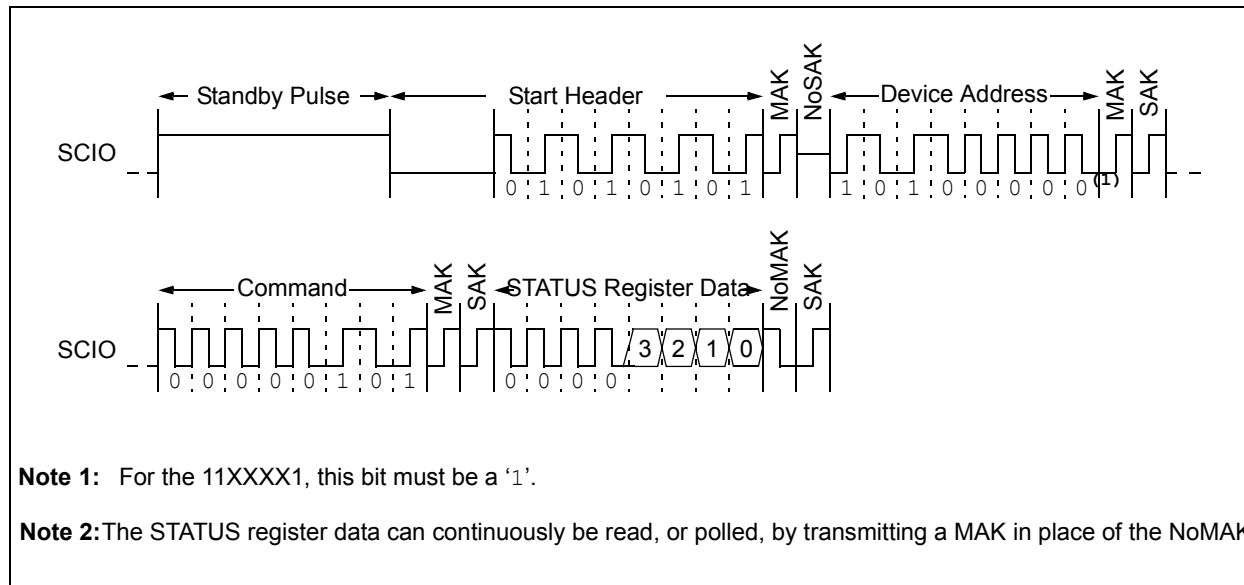 MAK
NoSAK
MAK
SAK
Standby Pulse
Start Header
Device Address
SCIO
0 1 0 1 0 1 0 1
1 0 1 0 0 0 0 0(1)
NoMAK
MAK
SAK
SAK
Command
STATUS Register Data
SCIO
3 2 1 0
0 0 0 0 0 1 0 1
0 0 0 0
Note 1: For the 11XXXX1, this bit must be a ‘1’.
Note 2:The STATUS register data can continuously be read, or polled, by transmitting a MAK in place of the NoMAK